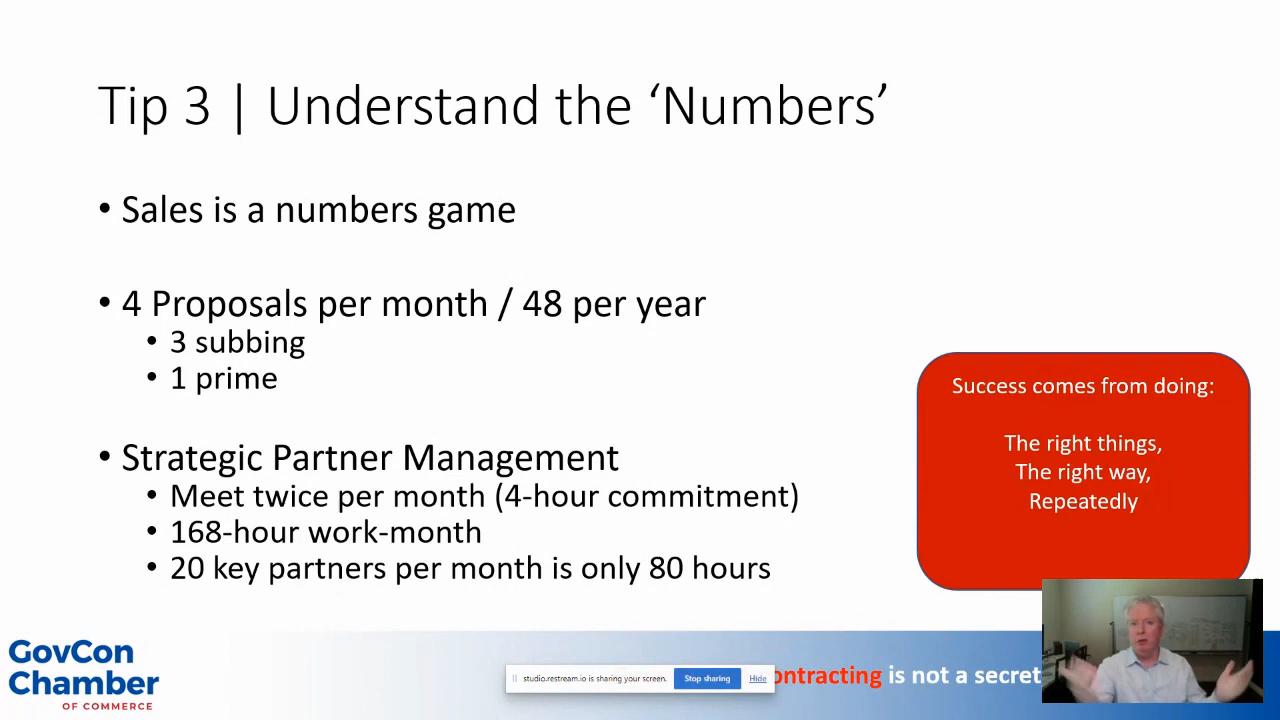 Tip 3 | Understand the ‘Numbers’
• Sales is a numbers game
• 4 Proposals per month / 48 per year
• 3 subbing
• 1 prime
• Strategic Partner Management
• Meet twice per month (4-hour commitment)
• 168-hour work-month
• 20 key partners per month is only 80 hours
Success comes from doing:
The right things,
The right way,
Repeatedly
GovCon
Chamber
OF COMMERCE
studio.restream.io is sharing your screen.
Stop sharing
Hide
is not a secret